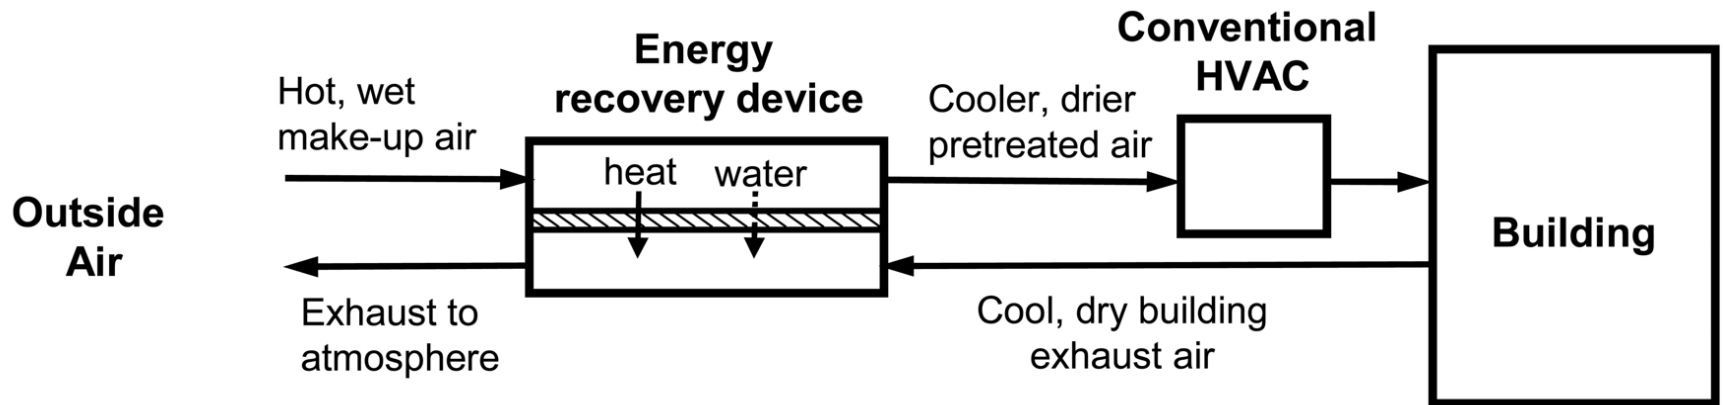 Outside
Air
Hot, wet
make-up air
Exhaust to
atmosphere
Energy
recovery device
heat water
Cooler, drier
pretreated air
Cool, dry building
exhaust air
Conventional
HVAC
Building